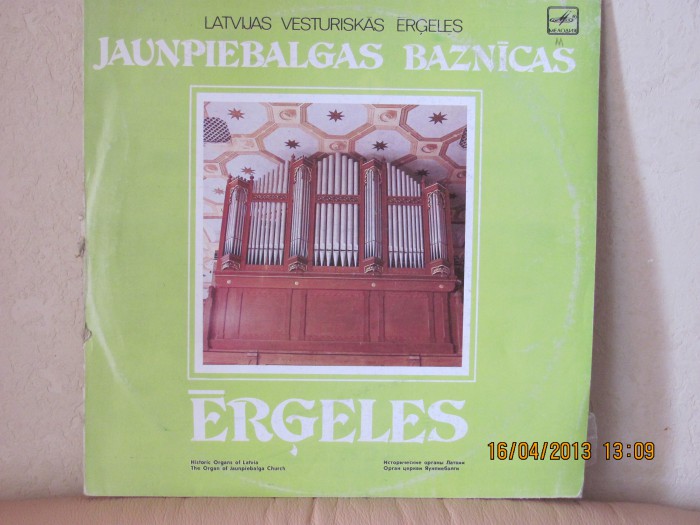 LATVIJAS VĒSTURISKĀS ĒRĢELES
JAUNPIEBALGAS BAZNĪCAS
ĒRĢELES
Historic Organs of Latvia
The Organ of Jaunpiebalga Church
Исторические органы Латвии
Орган церкви Яунпиебалги
16/04/2013 13:09